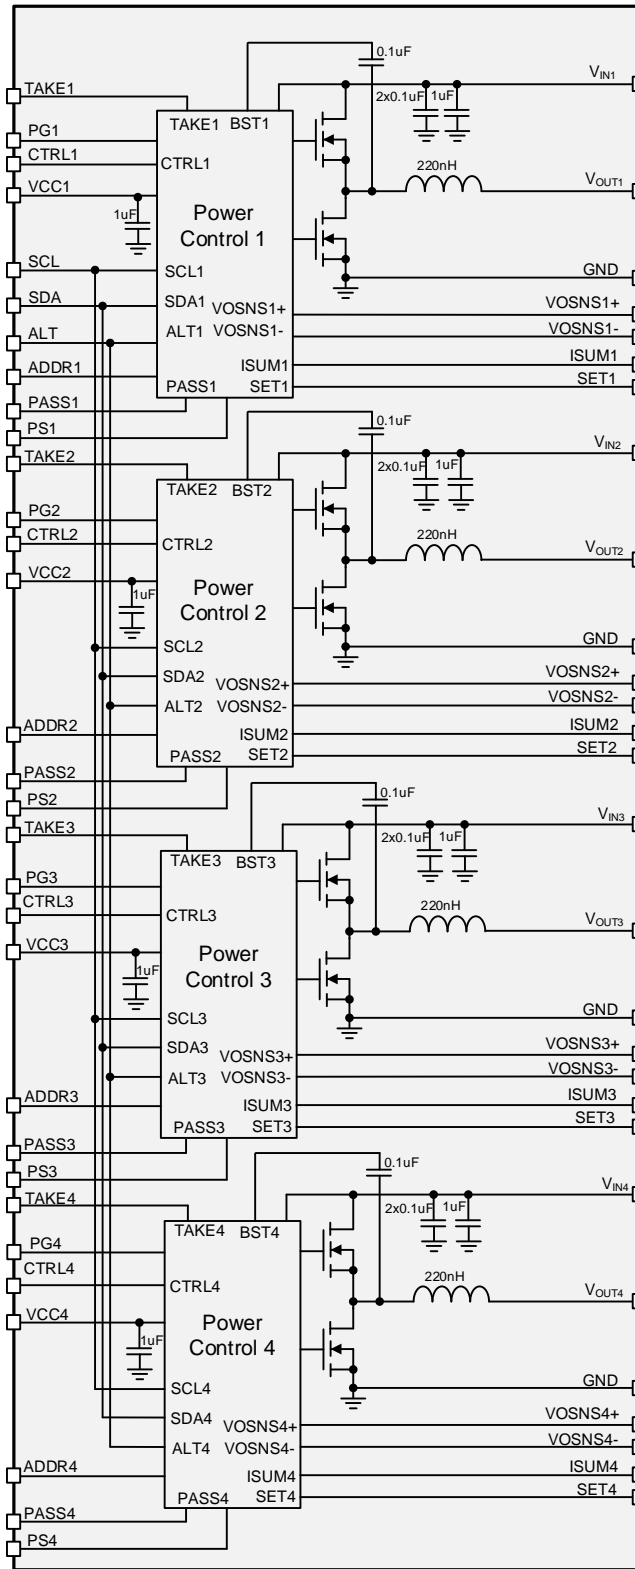 0.1uF
VIN1
TAKE1
2x0.1uF
1uF
TAKE1
BST1
PG1
CTRL1
CTRL1
220nH
VCC1
VOUT1
1uF
Power
Control 1
SCL
SCL1
GND
SDA
SDA1
VOSNS1+
VOSNS1+
ALT
ALT1
VOSNS1-
VOSNS1-
ADDR1
ISUM1
ISUM1
PASS1
SET1
SET1
PASS1
PS1
0.1uF
VIN2
TAKE2
2x0.1uF
1uF
TAKE2
BST2
PG2
CTRL2
CTRL2
220nH
VOUT2
VCC2
1uF
Power
Control 2
SCL2
GND
SDA2
VOSNS2+
VOSNS2+
ALT2
VOSNS2-
VOSNS2-
ADDR2
ISUM2
ISUM2
PASS2
SET2
SET2
PASS2
PS2
0.1uF
VIN3
TAKE3
2x0.1uF
1uF
TAKE3
BST3
PG3
CTRL3
CTRL3
220nH
VOUT3
VCC3
1uF
Power
Control 3
SCL3
GND
SDA3
VOSNS3+
VOSNS3+
ALT3
VOSNS3-
VOSNS3-
ADDR3
ISUM3
ISUM3
PASS3
SET3
SET3
PASS3
PS3
0.1uF
VIN4
TAKE4
2x0.1uF
1uF
TAKE4
BST4
PG4
CTRL4
CTRL4
220nH
VOUT4
VCC4
1uF
Power
Control 4
SCL4
GND
SDA4
VOSNS4+
VOSNS4+
ALT4
VOSNS4-
VOSNS4-
ADDR4
ISUM4
ISUM4
PASS4
SET4
SET4
PASS4
PS4